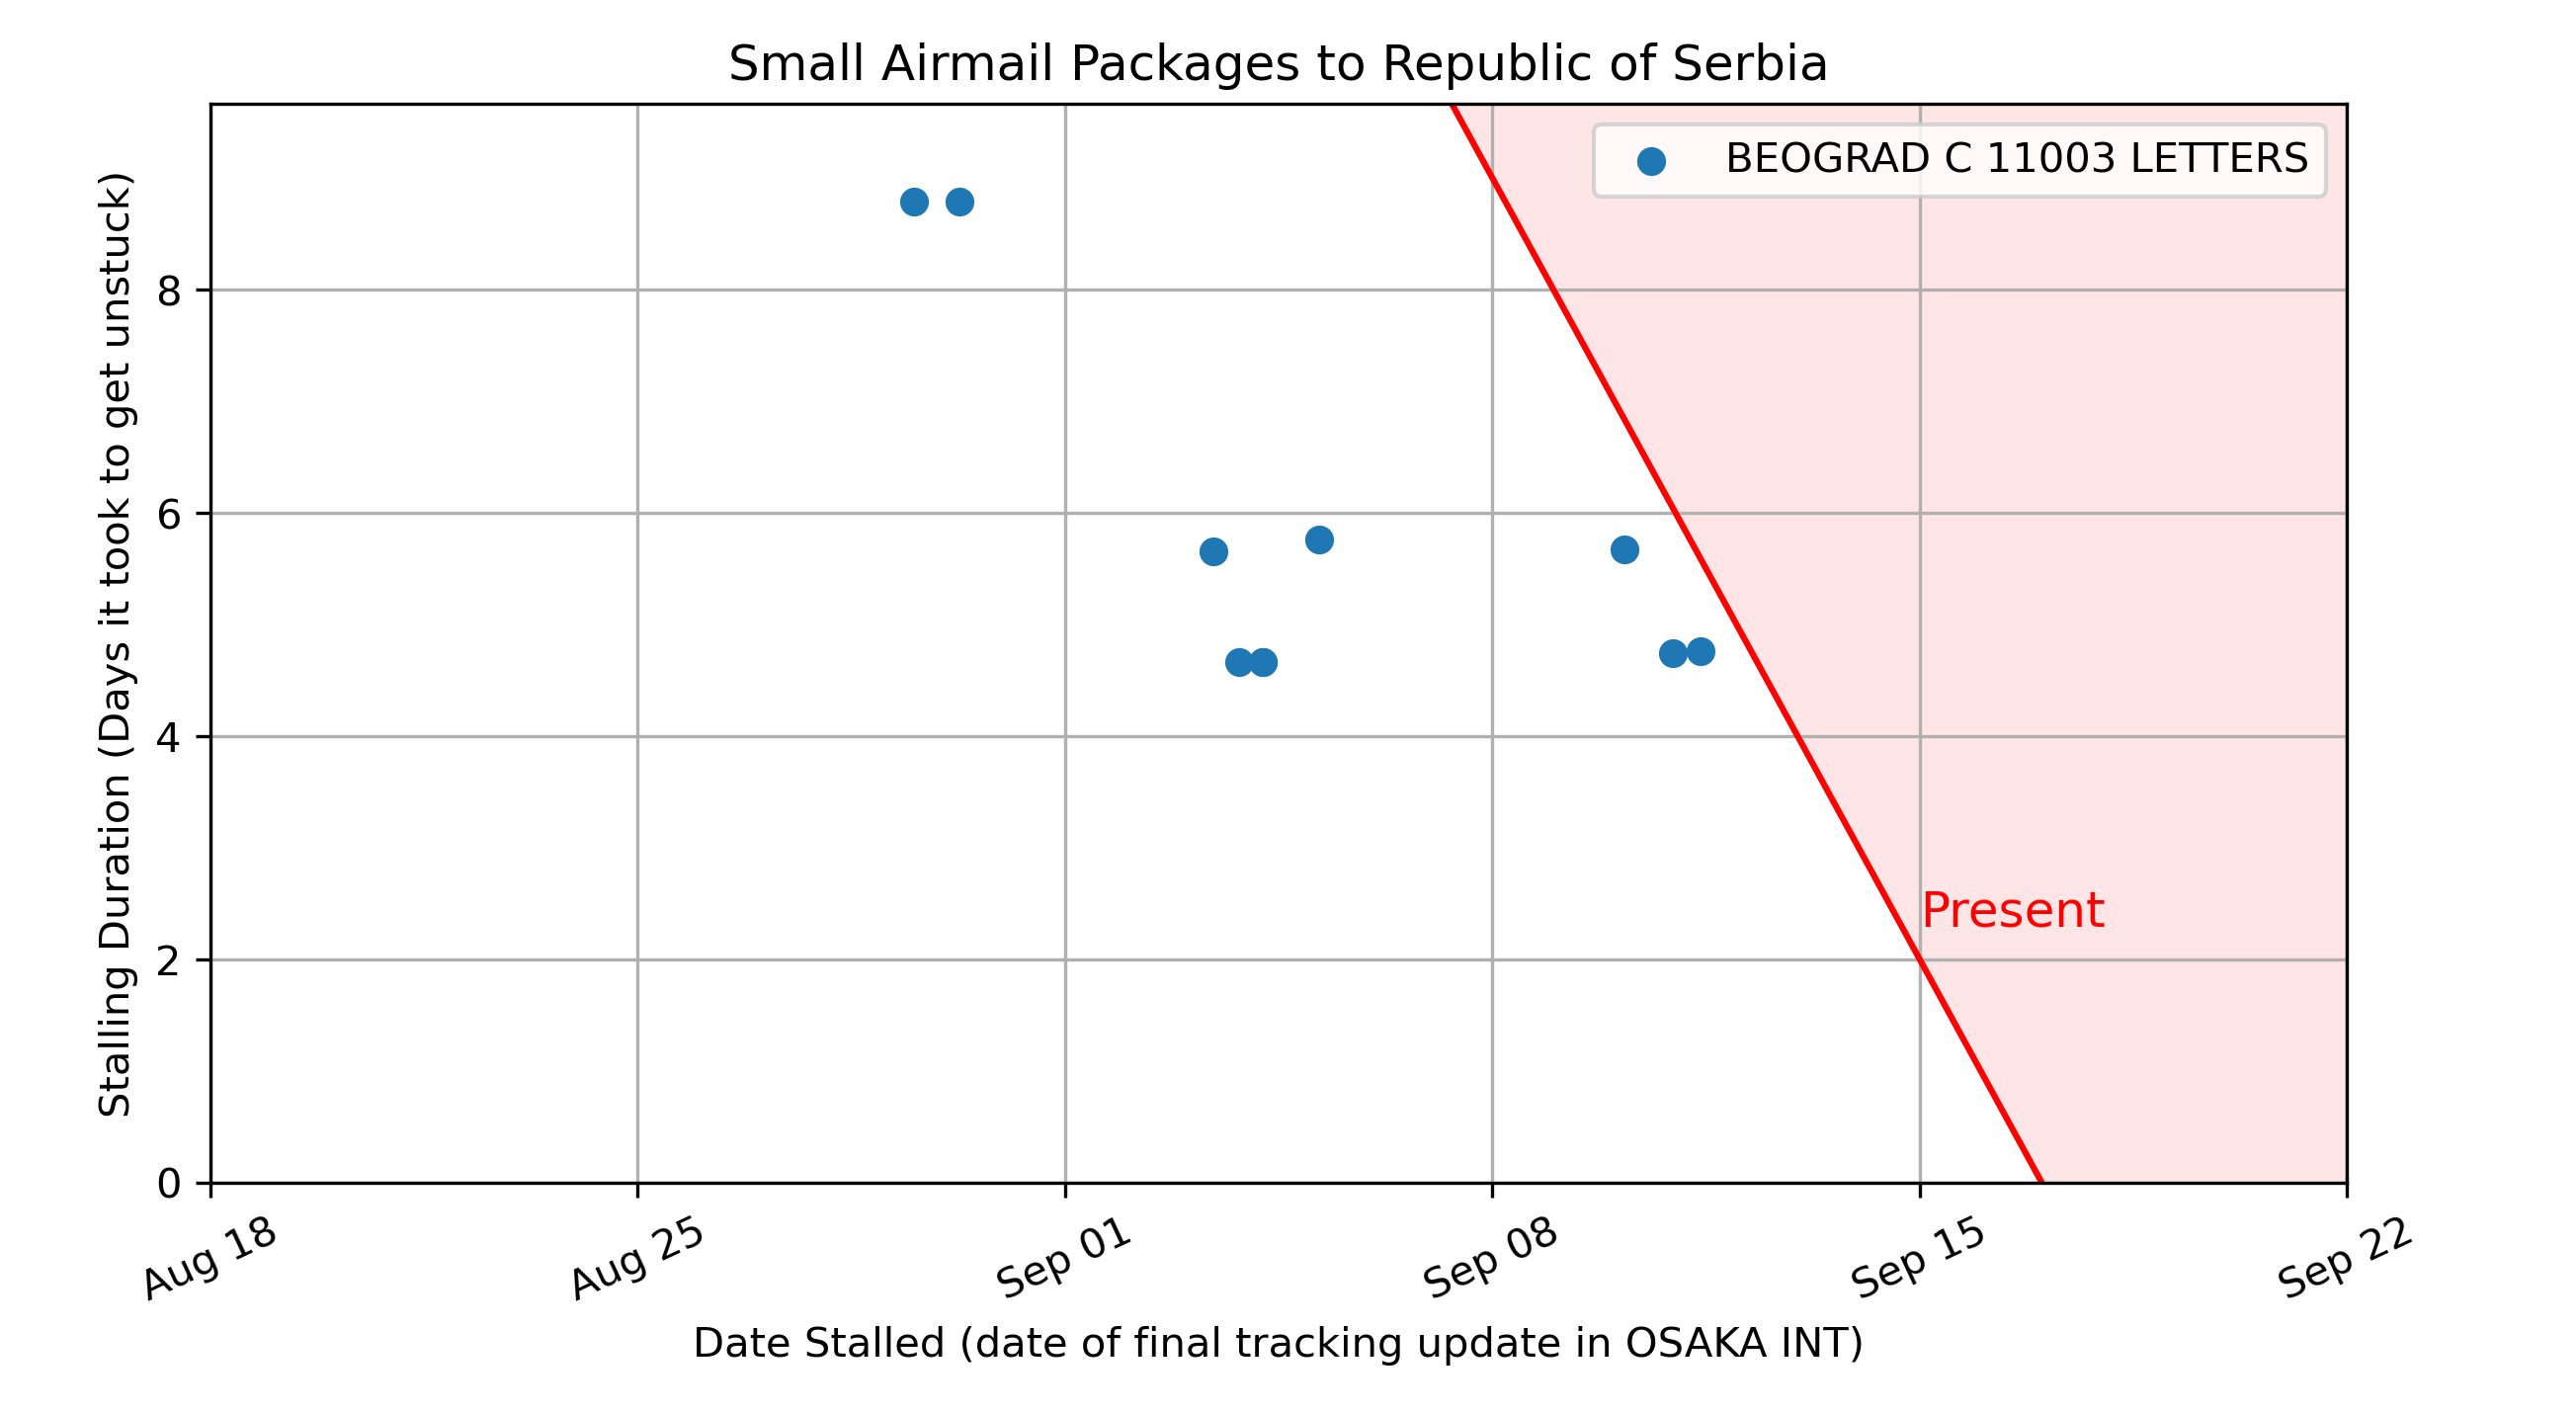 Small Airmail Packages to Republic of Serbia
BEOGRAD C 11003 LETTERS
Stalling Duration (Days it took to get unstuck)
8
6
4
2
0
Present
Aug 18
Aug 25
Sep 01
Sep 08
Sep 15
Sep 22
Date Stalled (date of final tracking update in OSAKA INT)